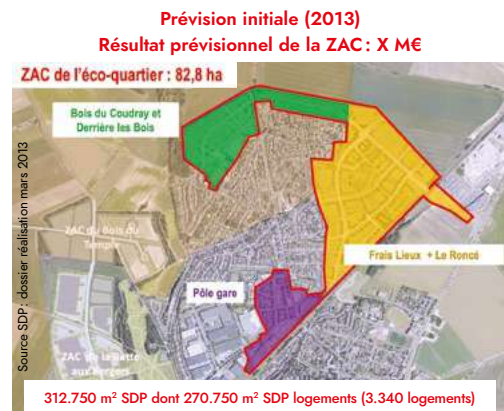 Prévision initiale (2013)
Résultat prévisionnel de la ZAC : X M€
ZAC de l'éco-quartier : 82,8 ha
Bois du Coudray et
Derrière les Bois
ZAC du Bois du
Temple
Frais Lieux + Le Roncé
Pôle gare
ZAC de la Butte
aux Bergers
Source SDP : dossier réalisation mars 2013
312.750 m² SDP dont 270.750 m² SDP logements (3.340 logements)